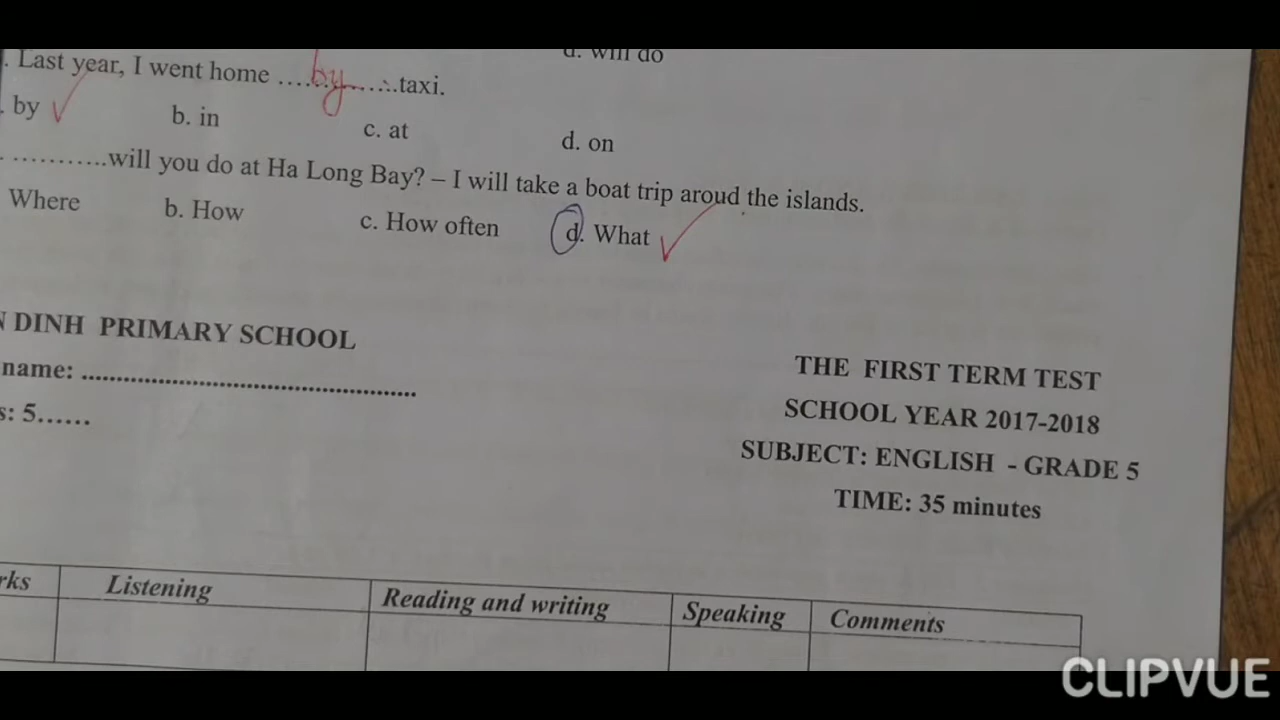 d. will do
. Last year, I went home ....by......taxi.
. by b. in c. at d. on
. ...........will you do at Ha Long Bay? – I will take a boat trip aroud the islands.
Where b. How c. How often d. What
N DINH PRIMARY SCHOOL
name: ................................................
s: 5......
THE FIRST TERM TEST
SCHOOL YEAR 2017-2018
SUBJECT: ENGLISH - GRADE 5
TIME: 35 minutes
rks Listening Reading and writing Speaking Comments
CLIPVUE